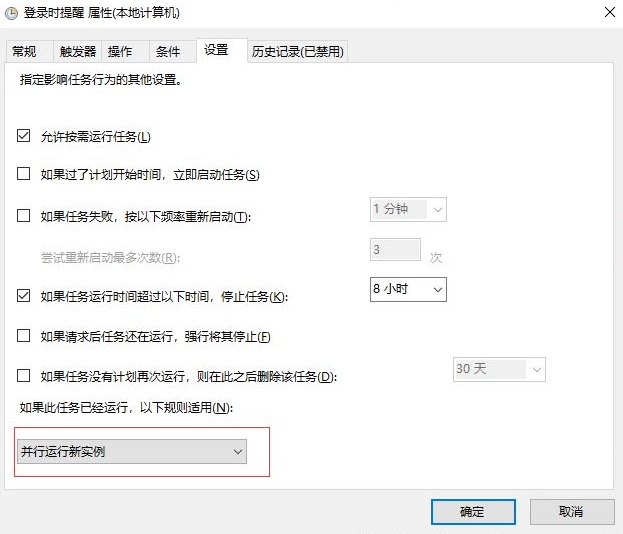 登录时提醒 属性(本地计算机)
常规 触发器 操作 条件 设置 历史记录(已禁用)
指定影响任务行为的其他设置。
允许按需运行任务(L)
如果过了计划开始时间，立即启动任务(S)
如果任务失败，按以下频率重新启动(T): 1 分钟
尝试重新启动最多次数(R): 3 次
如果任务运行时间超过以下时间，停止任务(K): 8 小时
如果请求后任务还在运行，强行将其停止(F)
如果任务没有计划再次运行，则在此之后删除该任务(D): 30 天
如果此任务已经运行，以下规则适用(N):
并行运行新实例
确定 取消